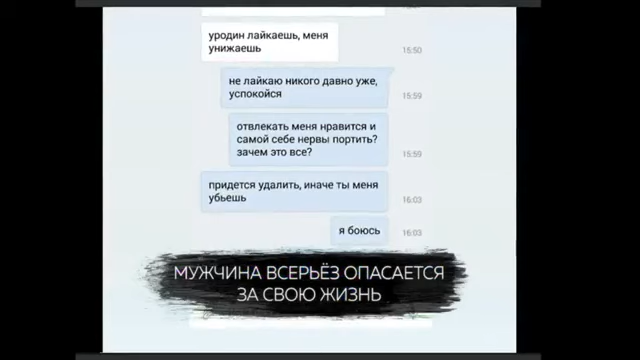 уродин лайкаешь, меня
унижаешь
15:50
не лайкаю никого давно уже,
успокойся
15:59
отвлекать меня нравится и
самой себе нервы портить?
зачем это все?
15:59
придется удалить, иначе ты меня
убьешь
16:03
я боюсь
16:03
МУЖЧИНА ВСЕРЬЁЗ ОПАСАЕТСЯ
ЗА СВОЮ ЖИЗНЬ